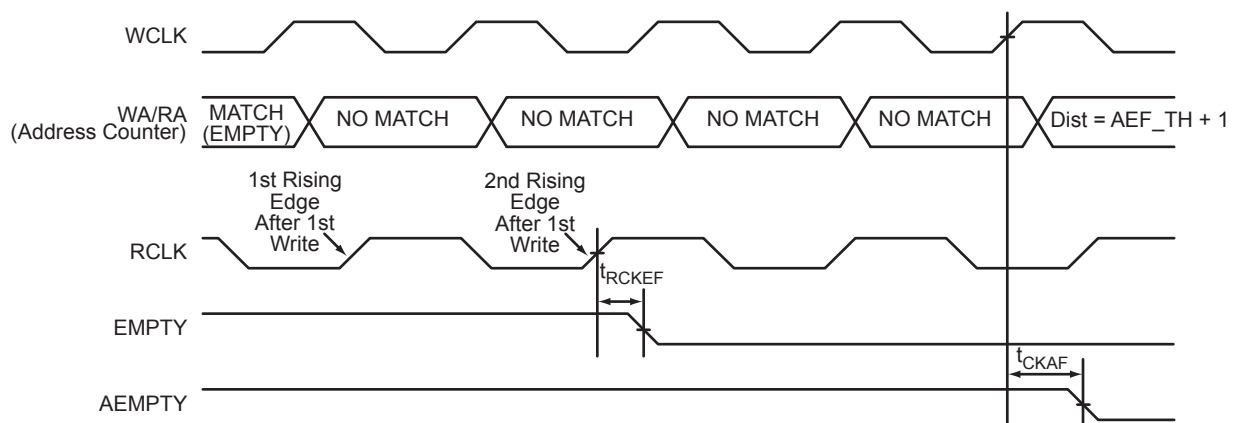 WCLK
WA/RA
(Address Counter)
MATCH
(EMPTY)
NO MATCH
NO MATCH
NO MATCH
NO MATCH
Dist = AEF_TH + 1
1st Rising
Edge
After 1st
Write
2nd Rising
Edge
After 1st
Write
RCLK
tRCKEF
EMPTY
tCKAF
AEMPTY